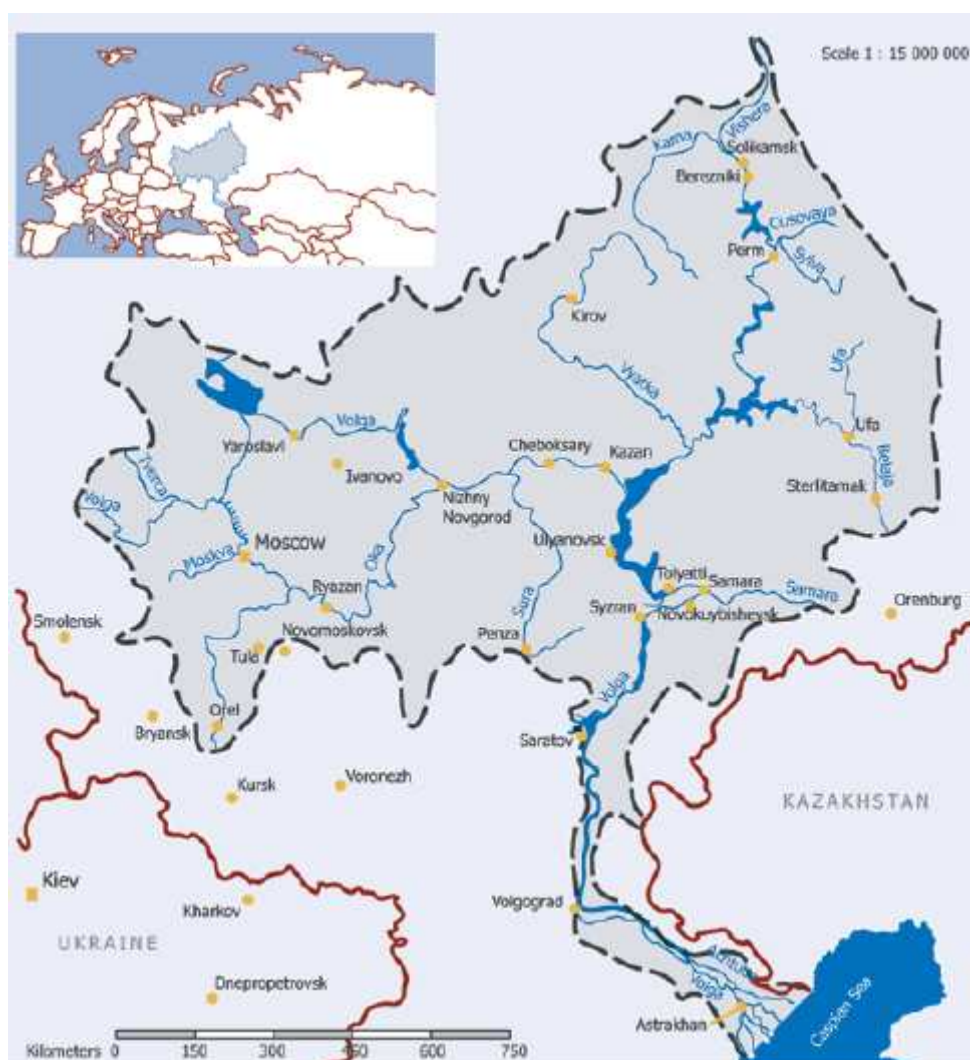 Scale 1 : 15 000 000
Vishera
Kama
Solikamsk
Berezniki
Cusovaya
Perm
Sylva
Kirov
Vyatka
Ufa
Ufa
Belaja
Sterlitamak
Volga
Yaroslavl
Ivanovo
Cheboksary
Kazan
Nizhny
Novgorod
Tverca
Volga
Moskva
Moscow
Oka
Ulyanovsk
Ryazan
Sura
Tolyatti
Samara
Samara
Syzran
Novokuybishevsk
Orenburg
Smolensk
Novomoskovsk
Tula
Penza
Volga
Orel
Bryansk
Saratov
Kursk
Voronezh
KAZAKHSTAN
Kiev
Kharkov
Volgograd
UKRAINE
Achtuba
Volga
Dnepropetrovsk
Astrakhan
Caspian Sea
Kilometers 0 150 300 450 600 750